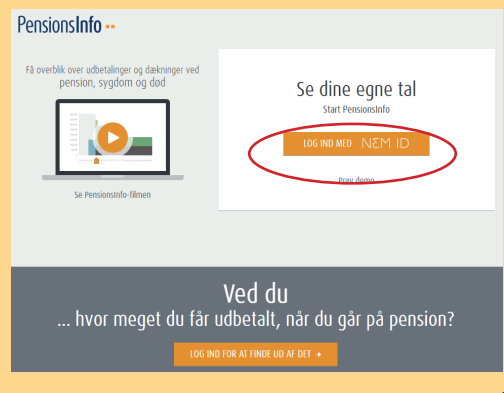 PensionsInfo
Få overblik over udbetalinger og dækninger ved
pension, sygdom og død
Se PensionsInfo-filmen
Se dine egne tal
Start PensionsInfo
LOG IND MED NEM ID
Prøv demo
Ved du
... hvor meget du får udbetalt, når du går på pension?
LOG IND FOR AT FINDE UD AF DET →